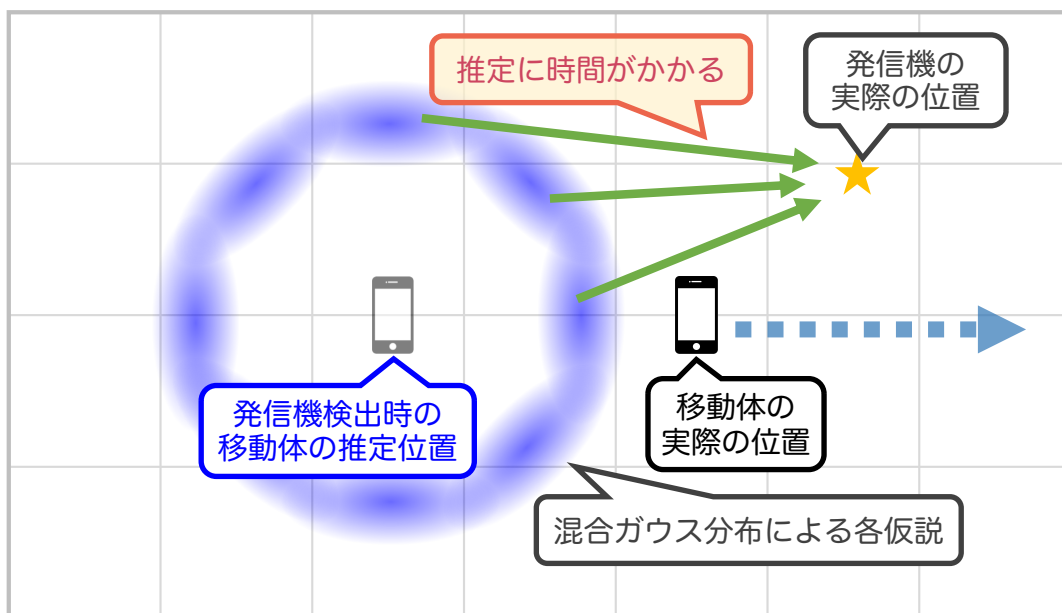 推定に時間がかかる
発信機の
実際の位置
発信機検出時の
移動体の推定位置
移動体の
実際の位置
混合ガウス分布による各仮説